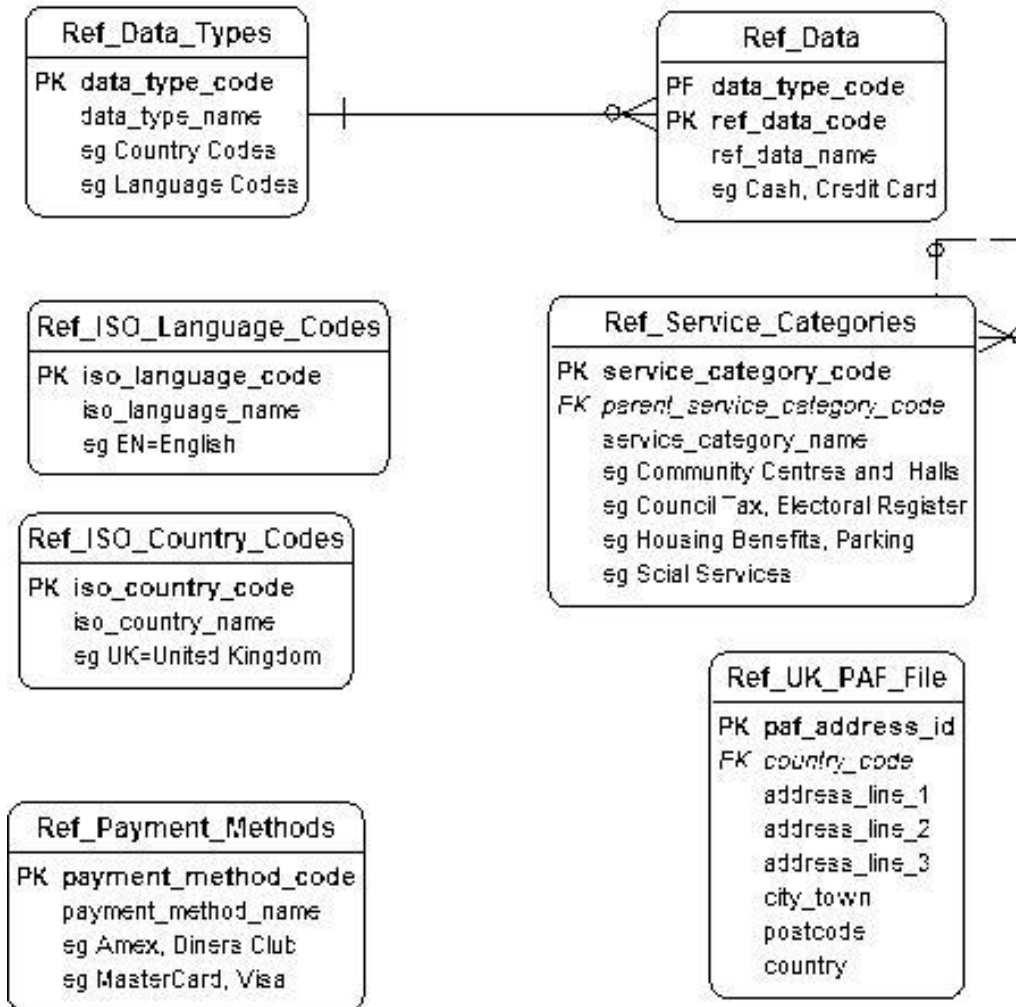 Ref_Data_Types
PK data_type_code
data_type_name
eg Country Codes
eg Language Codes
Ref_Data
PF data_type_code
PK ref_data_code
ref_data_name
eg Cash, Credit Card
Ref_ISO_Language_Codes
PK iso_language_code
iso_language_name
eg EN=English
Ref_Service_Categories
PK service_category_code
FK parent_service_category_code
service_category_name
eg Community Centres and Halls
eg Council Tax, Electoral Register
eg Housing Benefits, Parking
eg Scial Services
Ref_ISO_Country_Codes
PK iso_country_code
iso_country_name
eg UK=United Kingdom
Ref_UK_PAF_File
PK paf_address_id
FK country_code
address_line_1
address_line_2
address_line_3
city_town
postcode
country
Ref_Payment_Methods
PK payment_method_code
payment_method_name
eg Amex, Diners Club
eg MasterCard, Visa